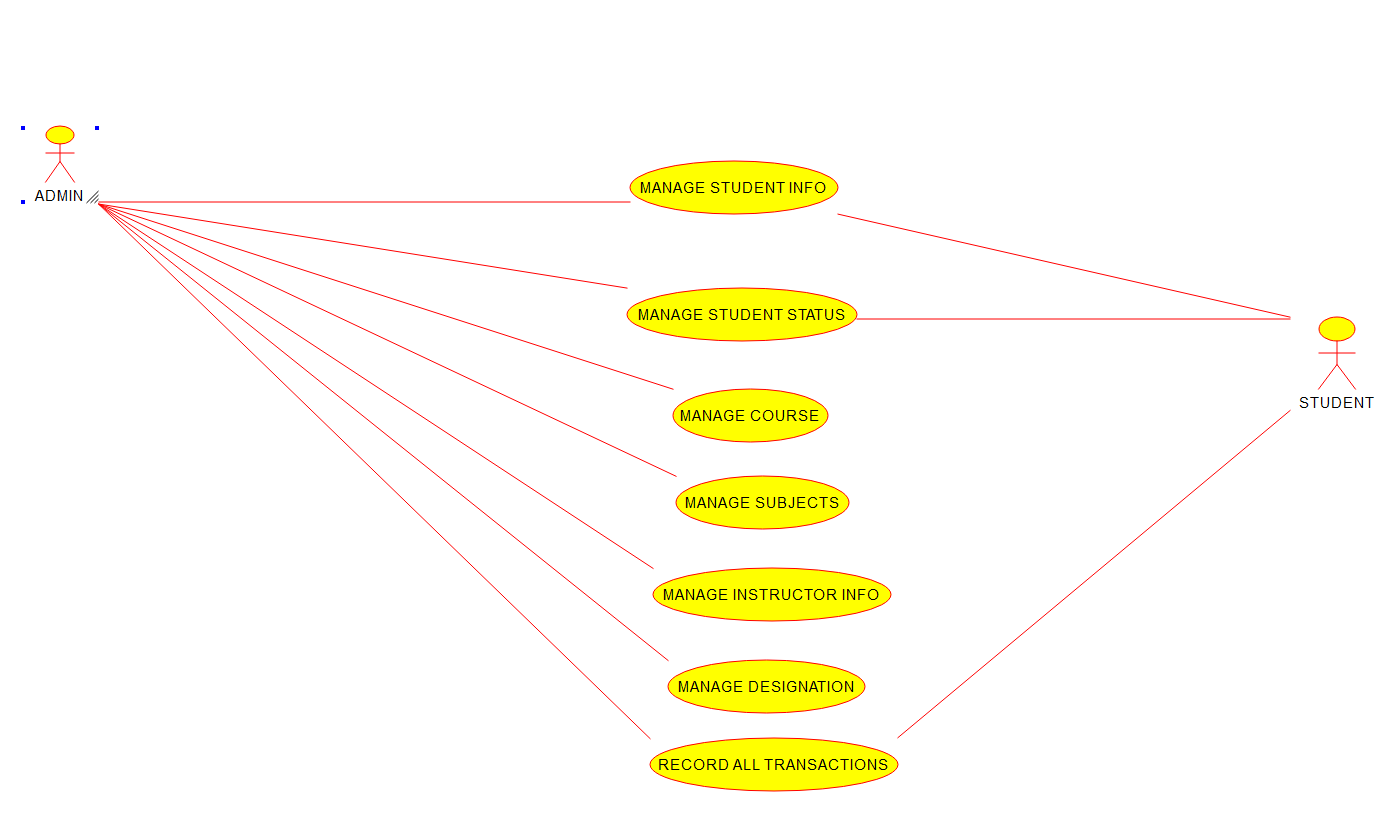 ADMIN
MANAGE STUDENT INFO
MANAGE STUDENT STATUS
MANAGE COURSE
STUDENT
MANAGE SUBJECTS
MANAGE INSTRUCTOR INFO
MANAGE DESIGNATION
RECORD ALL TRANSACTIONS